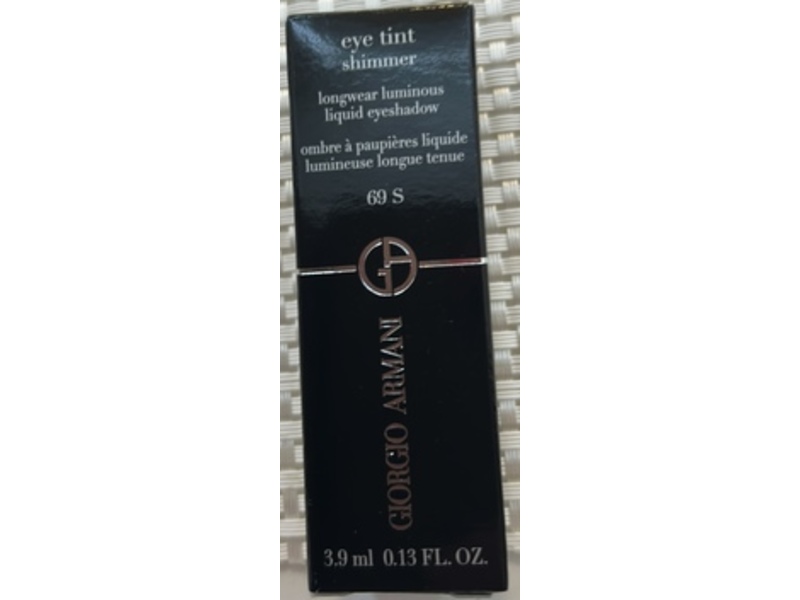 eye tint
shimmer
longwear luminous
liquid eyeshadow
ombre à paupières liquide
lumineuse longue tenue
69 S
GA
GIORGIO ARMANI
3.9 ml 0.13 FL. OZ.